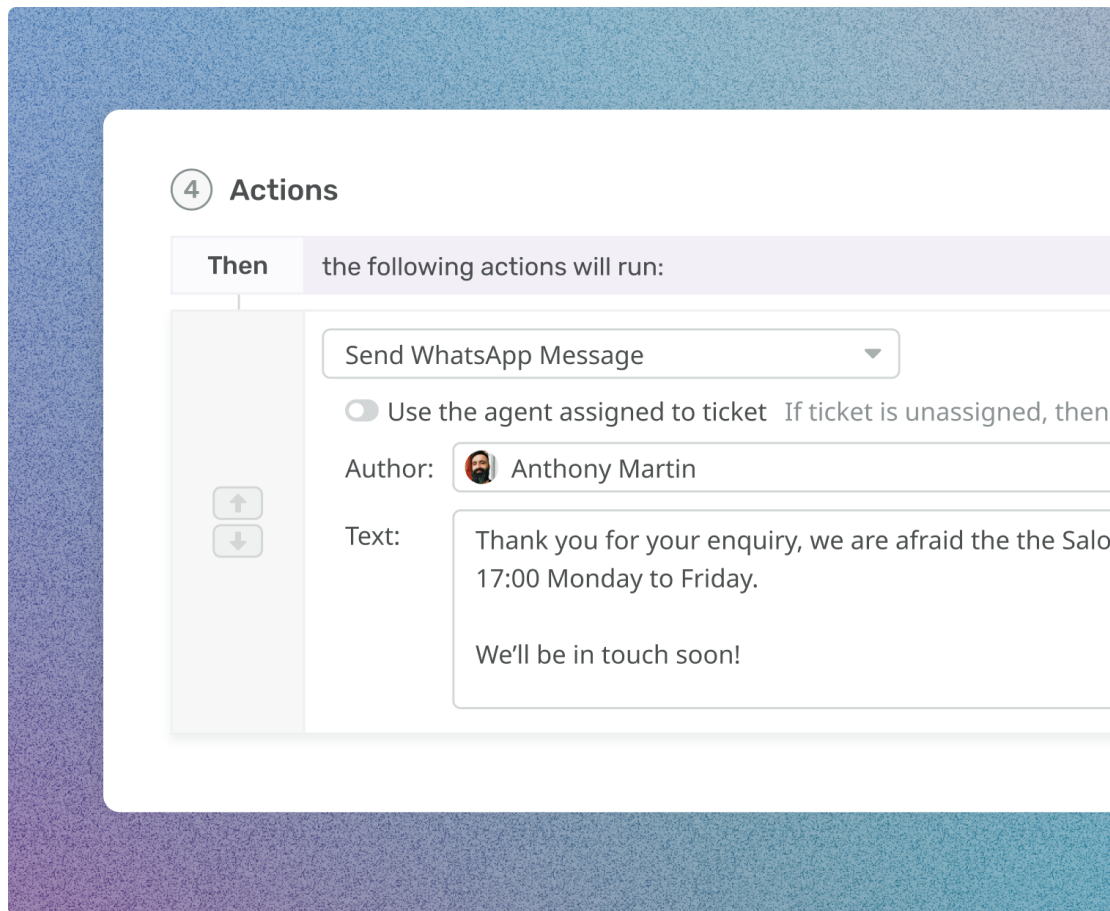 4 Actions
Then the following actions will run:
Send WhatsApp Message
Use the agent assigned to ticket If ticket is unassigned, then
Author: Anthony Martin
Text: Thank you for your enquiry, we are afraid the the Salo
17:00 Monday to Friday.
We’ll be in touch soon!